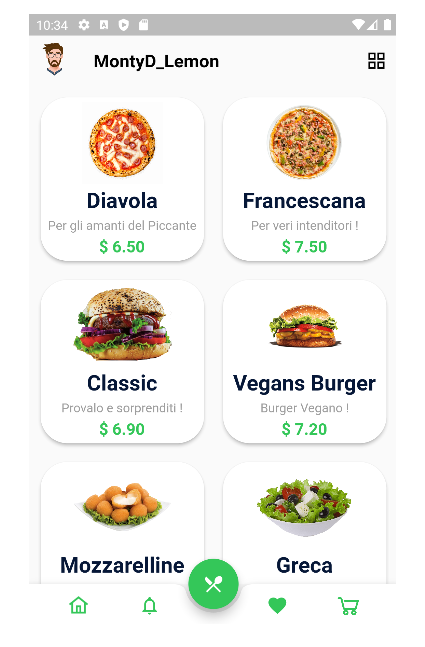 10:34
MontyD_Lemon
Diavola
Per gli amanti del Piccante
$ 6.50
Francescana
Per veri intenditori !
$ 7.50
Classic
Provalo e sorprenditi !
$ 6.90
Vegans Burger
Burger Vegano !
$ 7.20
Mozzarelline
Greca